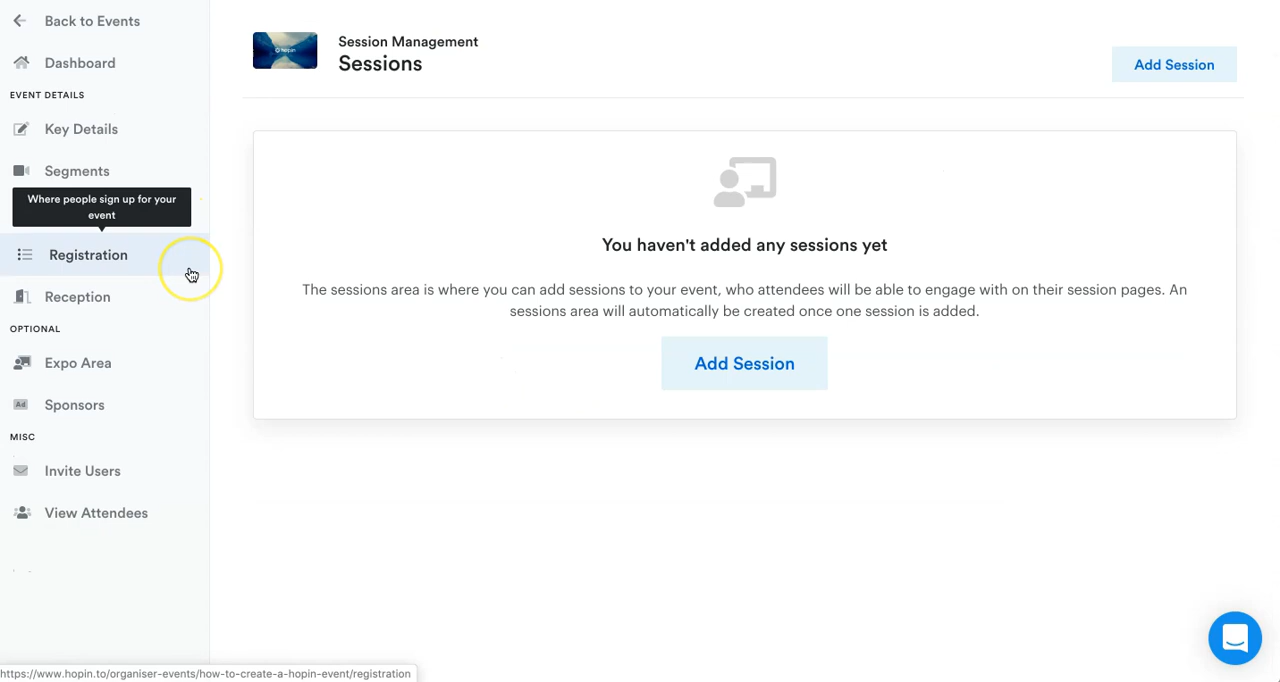 Back to Events
Dashboard
EVENT DETAILS
Key Details
Segments
Where people sign up for your
event
Registration
Reception
OPTIONAL
Expo Area
Ad
Sponsors
MISC
Invite Users
View Attendees
hopin
Session Management
Sessions
Add Session
You haven't added any sessions yet
The sessions area is where you can add sessions to your event, who attendees will be able to engage with on their session pages. An
sessions area will automatically be created once one session is added.
Add Session
https://www.hopin.to/organiser-events/how-to-create-a-hopin-event/registration